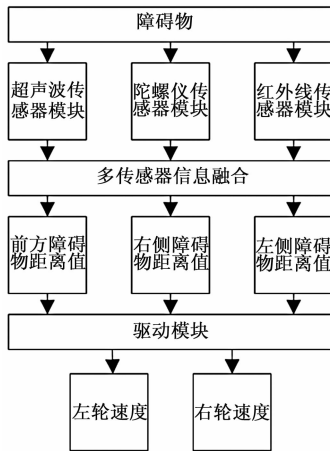 障碍物
超声波传
感器模块
陀螺仪传
感器模块
红外线传
感器模块
多传感器信息融合
前方障碍
物距离值
右侧障碍
物距离值
左侧障碍
物距离值
驱动模块
左轮速度
右轮速度